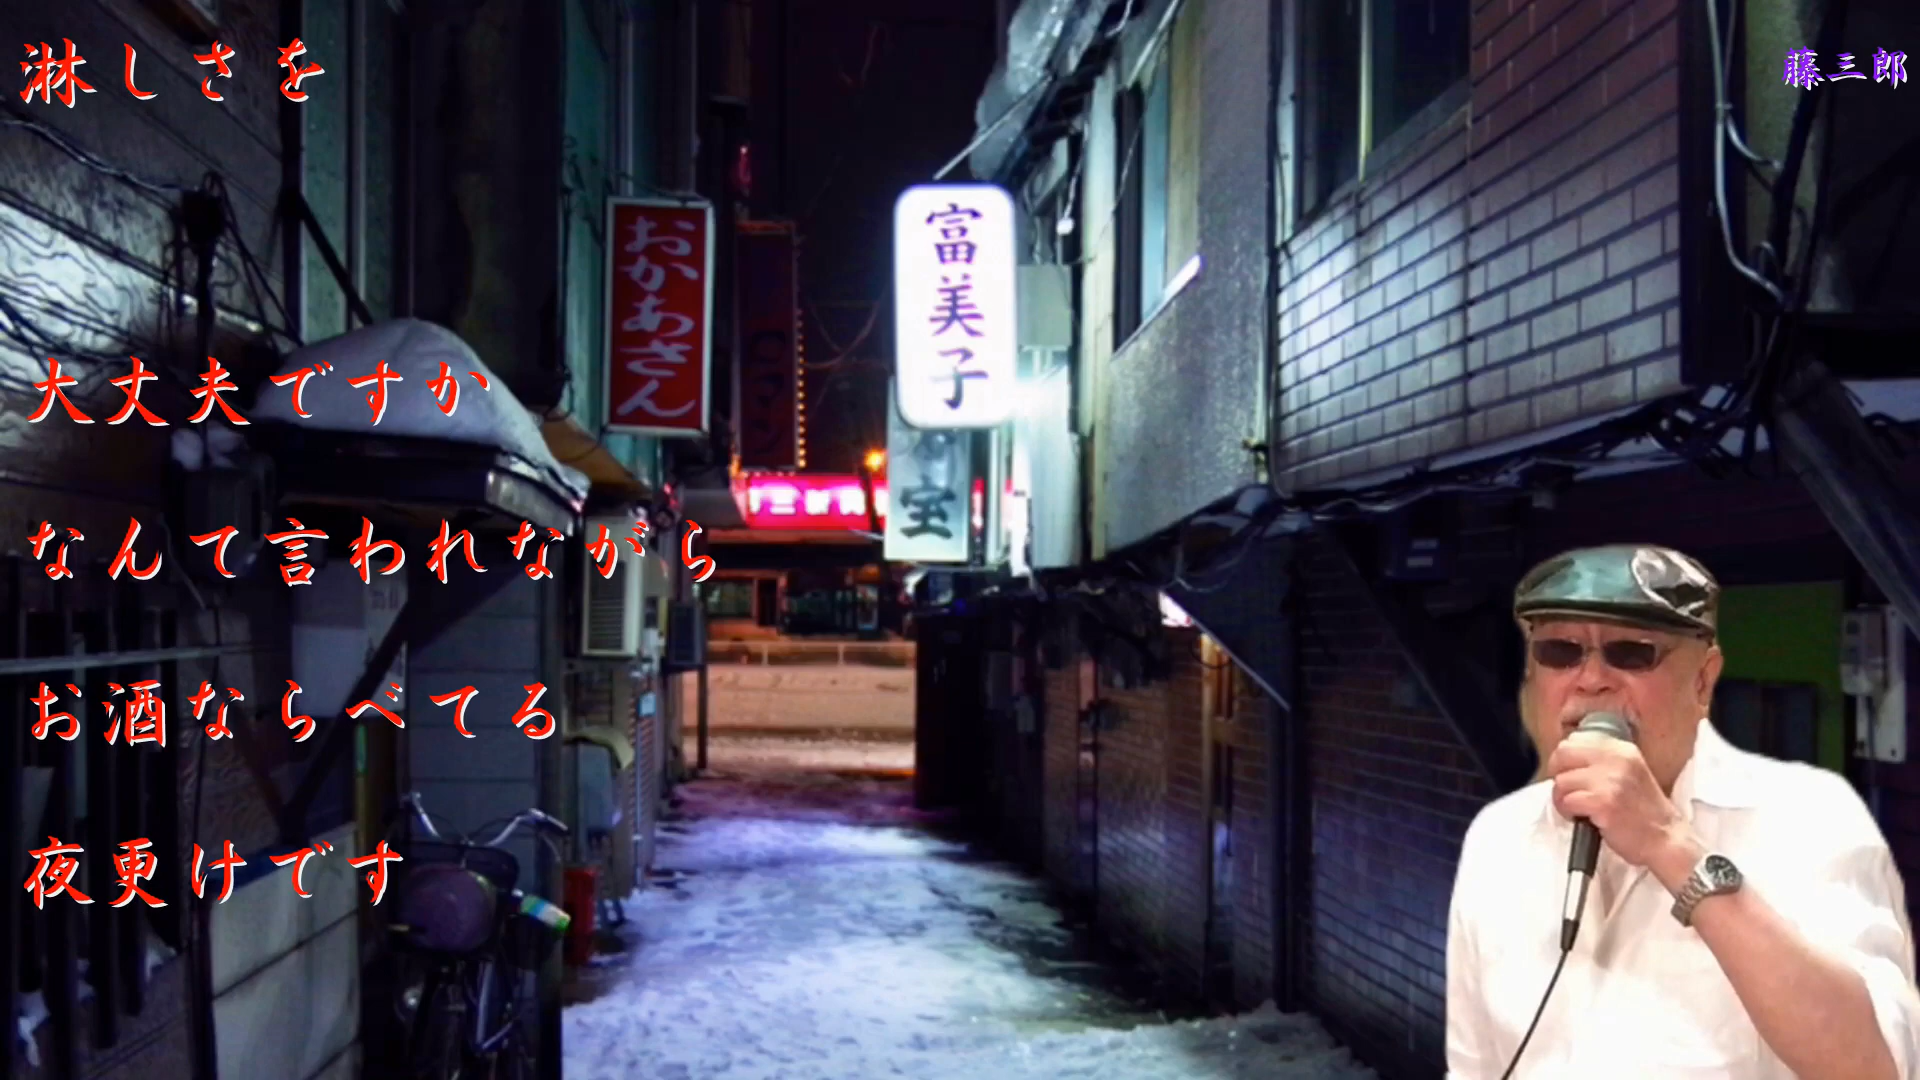 淋しさを
藤三郎
大丈夫ですか
なんて言われながら
お酒ならべてる
夜更けです
おかあさん
富美子
室